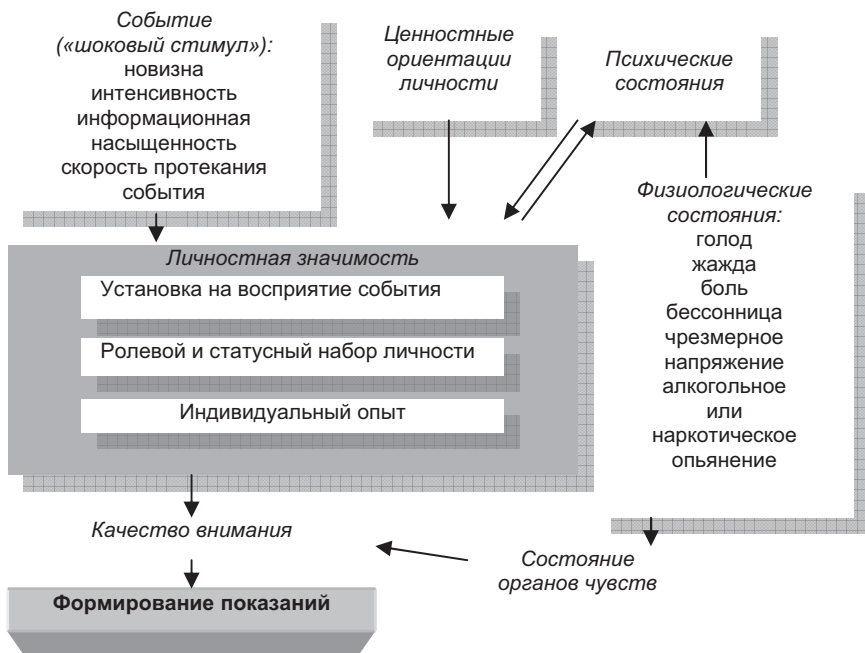 Событие
(«шоковый стимул»):
новизна
интенсивность
информационная
насыщенность
скорость протекания
события
Ценностные
ориентации
личности
Психические
состояния
Физиологические
состояния:
голод
жажда
боль
бессонница
чрезмерное
напряжение
алкогольное
или
наркотическое
опьянение
Личностная значимость
Установка на восприятие события
Ролевой и статусный набор личности
Индивидуальный опыт
Качество внимания
Состояние
органов чувств
Формирование показаний